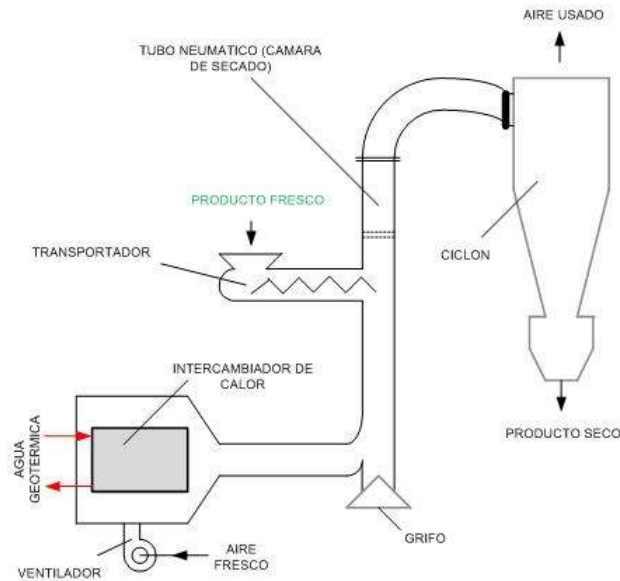 AIRE USADO
TUBO NEUMATICO (CAMARA
DE SECADO)
PRODUCTO FRESCO
TRANSPORTADOR
CICLON
INTERCAMBIADOR DE
CALOR
AGUA
GEOTERMICA
PRODUCTO SECO
GRIFO
AIRE
FRESCO
VENTILADOR